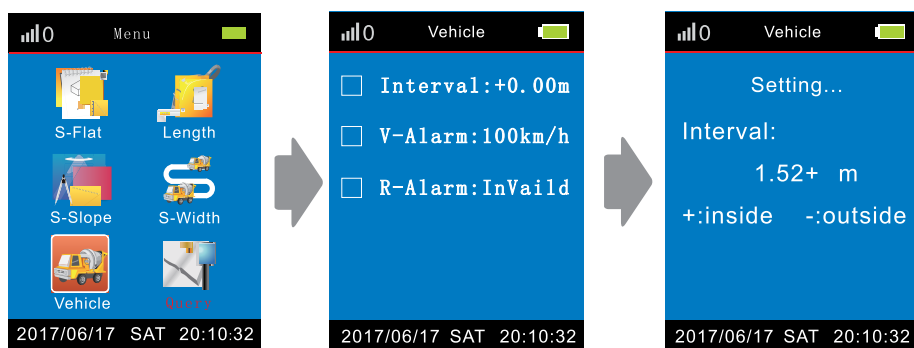 0 Menu
S-Flat Length
S-Slope S-Width
Vehicle
2017/06/17 SAT 20:10:32
0 Vehicle
Interval:+0.00m
V-Alarm:100km/h
R-Alarm:InVaild
2017/06/17 SAT 20:10:32
0 Vehicle
Setting...
Interval:
1.52+ m
+:inside -:outside
2017/06/17 SAT 20:10:32